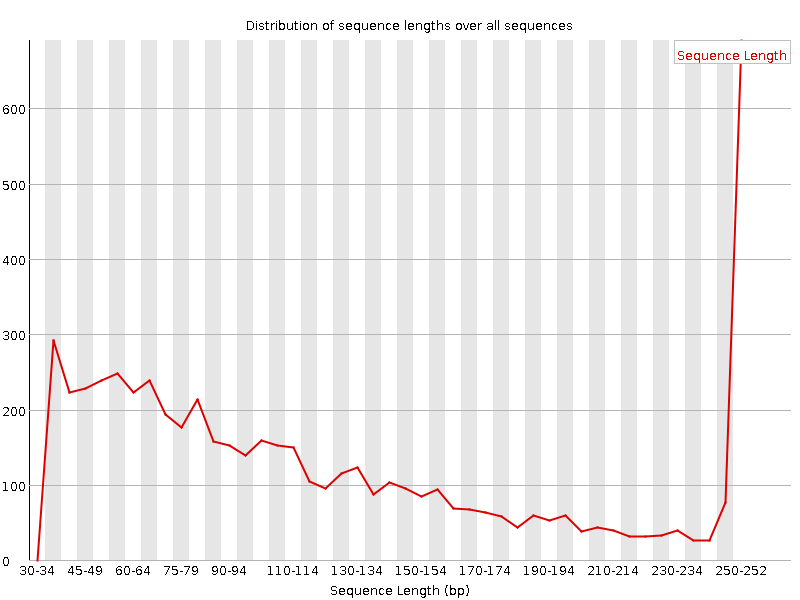 Distribution of sequence lengths over all sequences
Sequence Length
600
500
400
300
200
100
0
30-34 45-49 60-64 75-79 90-94 110-114 130-134 150-154 170-174 190-194 210-214 230-234 250-252
Sequence Length (bp)